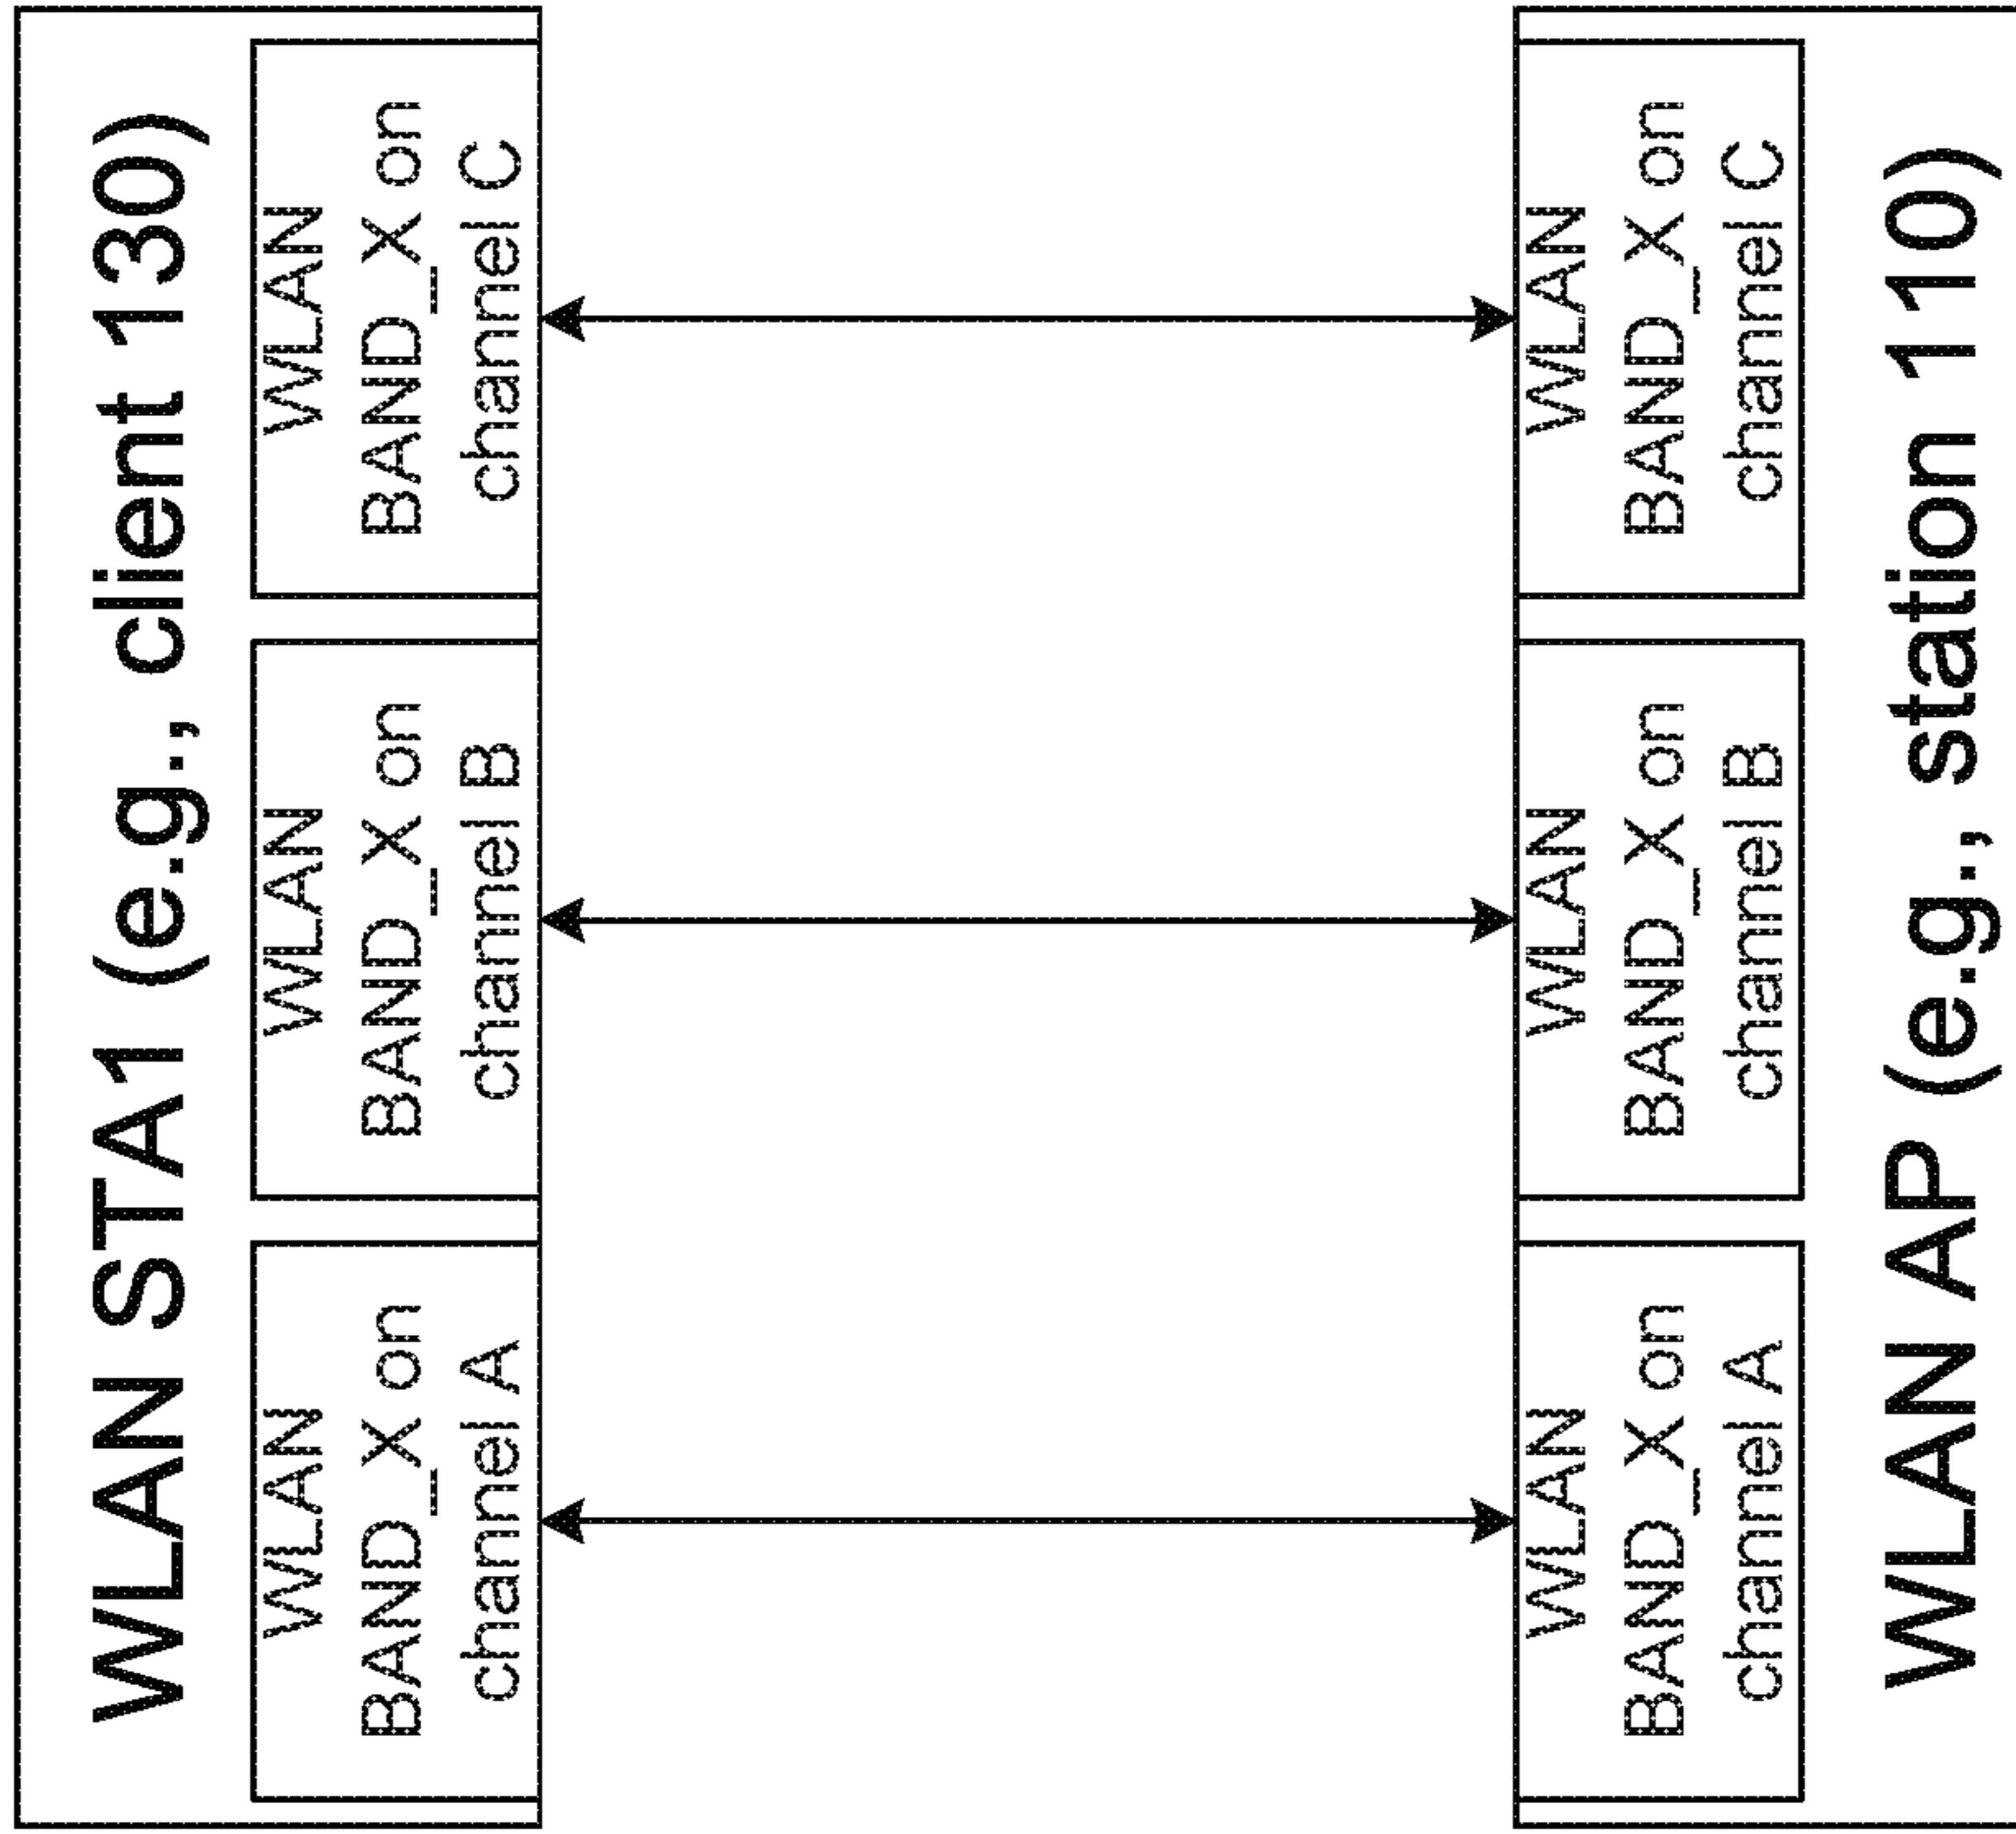 WLAN STA1 (e.g., client 130)
WLAN
BAND_X on
channel A
WLAN
BAND_X on
channel B
WLAN
BAND_X on
channel C
WLAN
BAND_X on
channel A
WLAN
BAND_X on
channel B
WLAN
BAND_X on
channel C
WLAN AP (e.g., station 110)